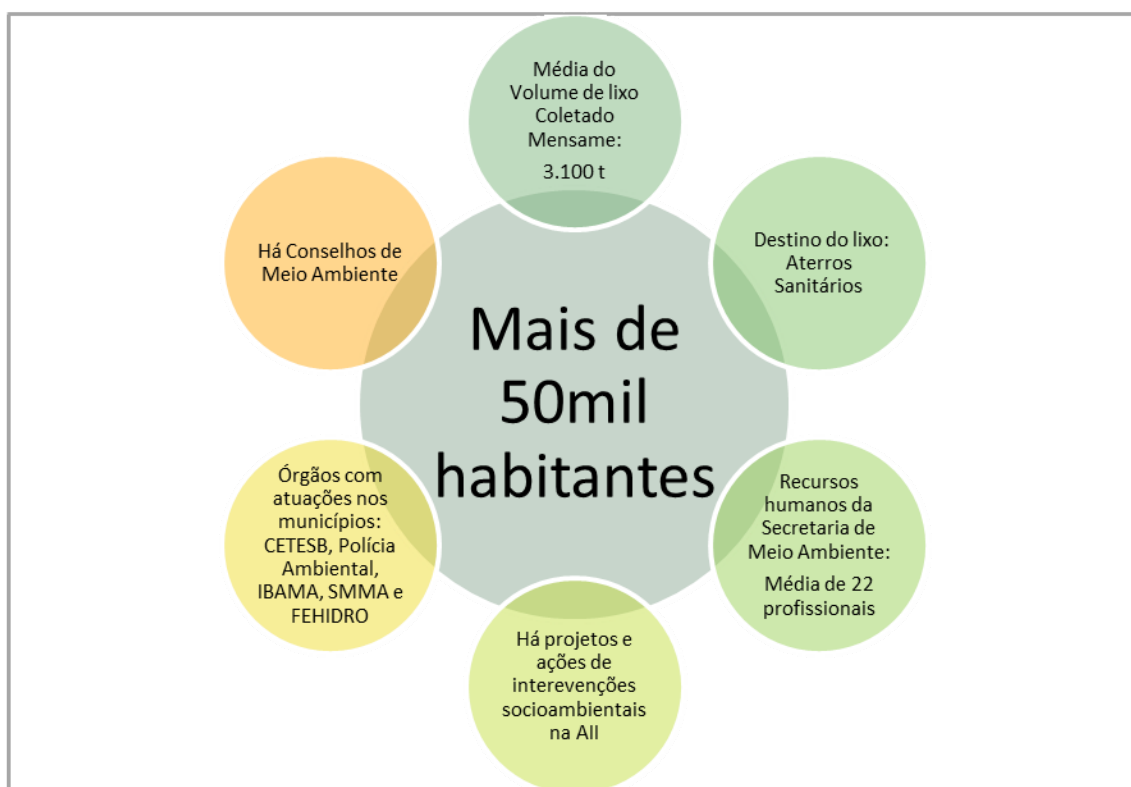 Média do
Volume de lixo
Coletado
Mensame:
3.100 t
Destino do lixo:
Aterros
Sanitários
Recursos
humanos da
Secretaria de
Meio Ambiente:
Média de 22
profissionais
Há projetos e
ações de
interevenções
socioambientais
na AII
Órgãos com
atuações nos
municípios:
CETESB, Polícia
Ambiental,
IBAMA, SMMA e
FEHIDRO
Há Conselhos de
Meio Ambiente
Mais de
50mil
habitantes